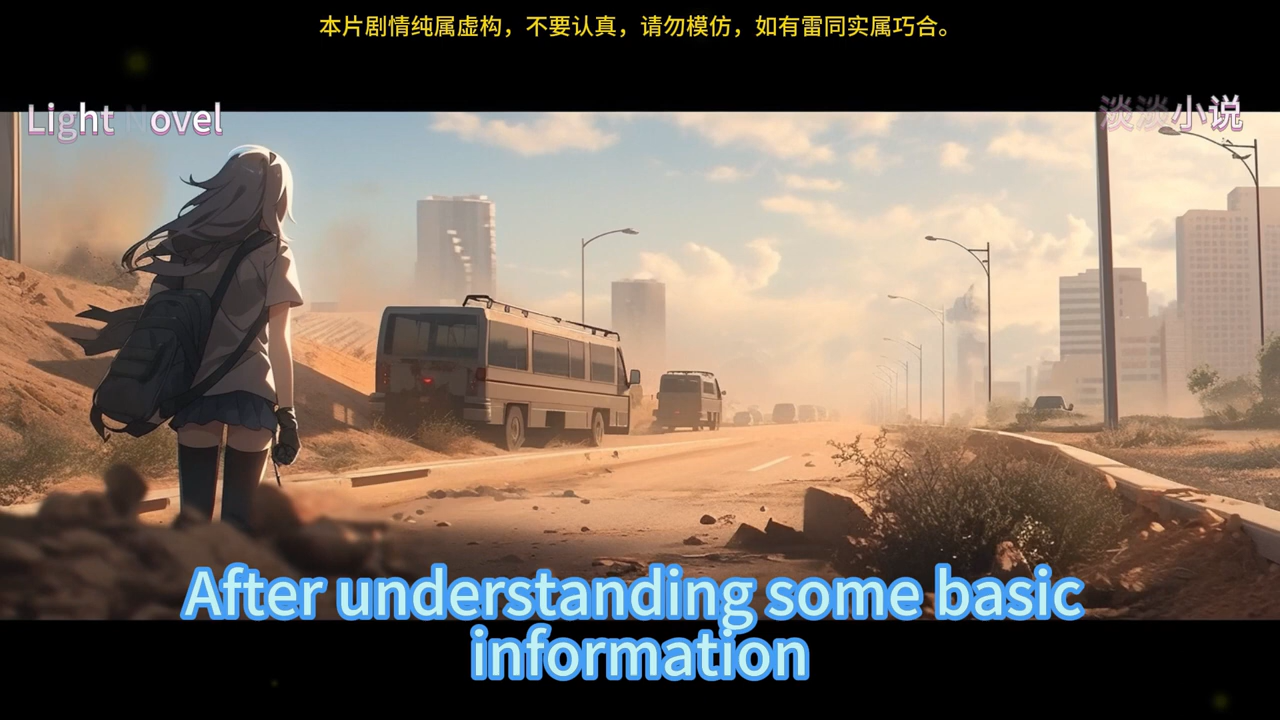 本片剧情纯属虚构，不要认真，请勿模仿，如有雷同实属巧合。
Light Novel
淡淡小说
After understanding some basic
information